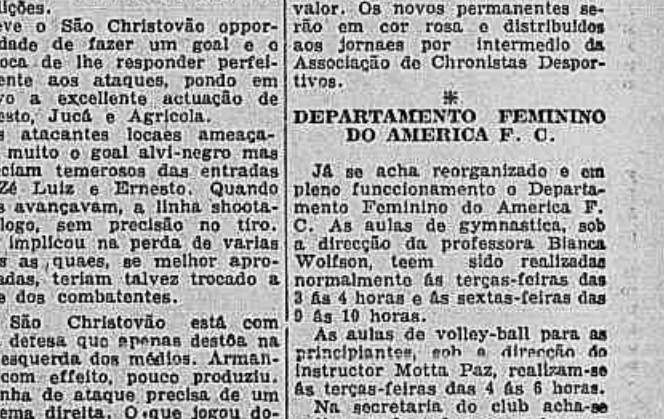 dições.
eve o São Christovão oppor-
dade de fazer um goal e o
oca de lhe responder perfei-
ente aos ataques, pondo em
vo a excellente actuação de
esto, Jucá e Agricola.
s atacantes locaes ameaça-
muito o goal alvi-negro mas
ciam temerosos das entradas
Zé Luiz e Ernesto. Quando
s avançavam, a linha shoota-
logo, sem precisão no tiro.
implicou na perda de varias
s as quaes, se melhor apro-
adas, teriam talvez trocado a
e dos combatentes.
São Christovão está com
defesa que apenas destôa na
esquerda dos médios. Arman-
com effeito, pouco produziu.
nha de ataque precisa de um
ema direita. O que jogou do-
valor. Os novos permanentes se-
rão em cor rosa e distribuidos
aos jornaes por intermedio da
Associação de Chronistas Despor-
tivos.
DEPARTAMENTO FEMININO
DO AMERICA F. C.
Já se acha reorganizado e em
pleno funccionamento o Departa-
mento Feminino do America F.
C. As aulas de gymnastica, sob
a direcção da professora Bianca
Wolfson, teem sido realizadas
normalmente ás terças-feiras das
3 ás 4 horas e ás sextas-feiras das
9 ás 10 horas.
As aulas de volley-ball para as
principiantes, sob a direcção do
instructor Motta Paz, realizam-se
ás terças-feiras das 4 ás 6 horas.
Na secretaria do club acha-se